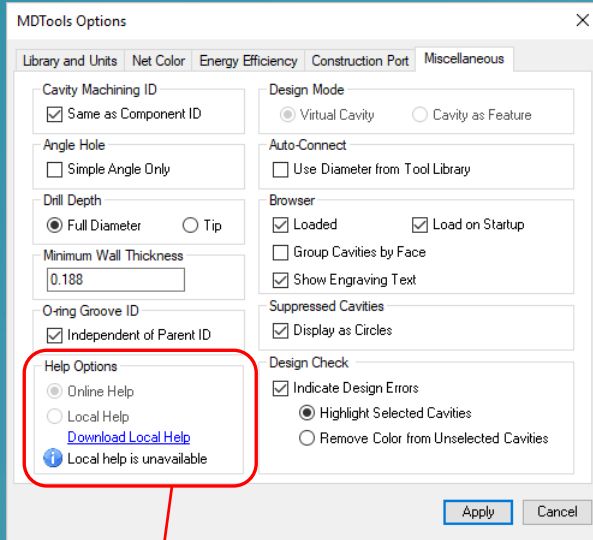 MDTools Options
Library and Units Net Color Energy Efficiency Construction Port Miscellaneous
Cavity Machining ID
Same as Component ID
Angle Hole
Simple Angle Only
Drill Depth
Full Diameter Tip
Minimum Wall Thickness
0.188
O-ring Groove ID
Independent of Parent ID
Help Options
Online Help
Local Help
Download Local Help
Local help is unavailable
Design Mode
Virtual Cavity Cavity as Feature
Auto-Connect
Use Diameter from Tool Library
Browser
Loaded Load on Startup
Group Cavities by Face
Show Engraving Text
Suppressed Cavities
Display as Circles
Design Check
Indicate Design Errors
Highlight Selected Cavities
Remove Color from Unselected Cavities
Apply Cancel